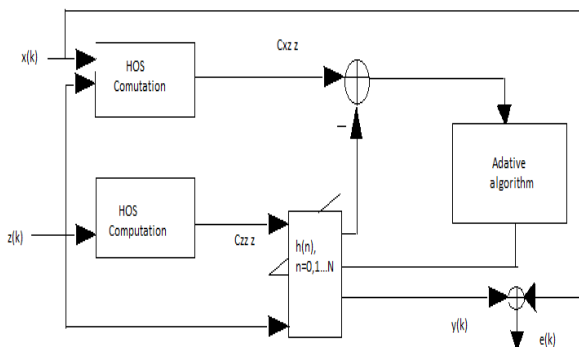 x(k)
HOS
Comutation
Cxz z
Adative
algorithm
z(k)
HOS
Computation
Czz z
h(n),
n=0,1...N
y(k)
e(k)